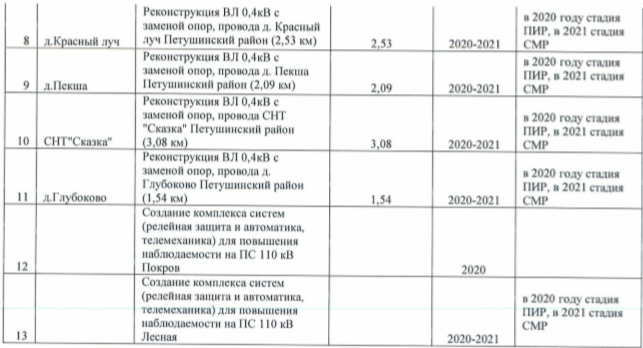 Реконструкция ВЛ 0,4кВ с
заменой опор, провода д. Красный
луч Петушинский район (2,53 км)
8 д.Красный луч 2,53 2020-2021
в 2020 году стадия
ПИР, в 2021 стадия
СМР
Реконструкция ВЛ 0,4кВ с
заменой опор, провода д. Пекша
Петушинский район (2,09 км)
9 д.Пекша 2,09 2020-2021
в 2020 году стадия
ПИР, в 2021 стадия
СМР
Реконструкция ВЛ 0,4кВ с
заменой опор, провода СНТ
"Сказка" Петушинский район
(3,08 км)
10 СНТ"Сказка" 3,08 2020-2021
в 2020 году стадия
ПИР, в 2021 стадия
СМР
Реконструкция ВЛ 0,4кВ с
заменой опор, провода д.
Глубоково Петушинский район
(1,54 км)
11 д.Глубоково 1,54 2020-2021
в 2020 году стадия
ПИР, в 2021 стадия
СМР
Создание комплекса систем
(релейная защита и автоматика,
телемеханика) для повышения
наблюдаемости на ПС 110 кВ
Покров
12 2020
Создание комплекса систем
(релейная защита и автоматика,
телемеханика) для повышения
наблюдаемости на ПС 110 кВ
Лесная
13 2020-2021
в 2020 году стадия
ПИР, в 2021 стадия
СМР